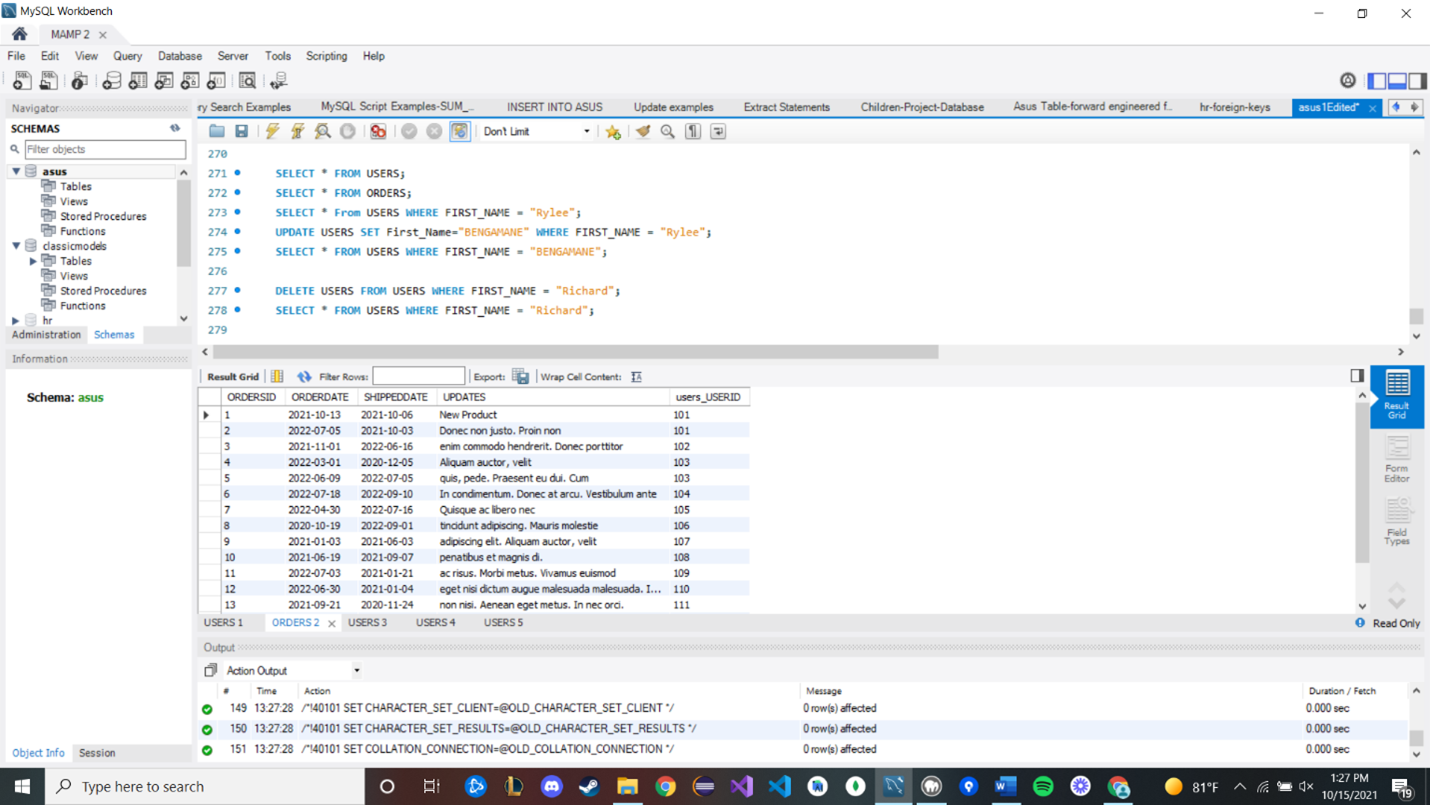 MySQL Workbench
MAMP 2
File Edit View Query Database Server Tools Scripting Help
Navigator
ry Search Examples MySQL Script Examples-SUM_... INSERT INTO ASUS Update examples Extract Statements Children-Project-Database Asus Table-forward engineered f... hr-foreign-keys asus1Edited*
SCHEMAS
Filter objects
asus
Tables
Views
Stored Procedures
Functions
classicmodels
Tables
Views
Stored Procedures
Functions
hr
Administration Schemas
Information
Schema: asus
Object Info Session
Don't Limit
270
271 SELECT * FROM USERS;
272 SELECT * FROM ORDERS;
273 SELECT * From USERS WHERE FIRST_NAME = "Rylee";
274 UPDATE USERS SET First_Name="BENGAMANE" WHERE FIRST_NAME = "Rylee";
275 SELECT * FROM USERS WHERE FIRST_NAME = "BENGAMANE";
276
277 DELETE USERS FROM USERS WHERE FIRST_NAME = "Richard";
278 SELECT * FROM USERS WHERE FIRST_NAME = "Richard";
279
Result Grid Filter Rows: Export: Wrap Cell Content:
ORDERSID ORDERDATE SHIPPEDDATE UPDATES users_USERID
1 2021-10-13 2021-10-06 New Product 101
2 2022-07-05 2021-10-03 Donec non justo. Proin non 101
3 2021-11-01 2022-06-16 enim commodo hendrerit. Donec porttitor 102
4 2022-03-01 2020-12-05 Aliquam auctor, velit 103
5 2022-06-09 2022-07-05 quis, pede. Praesent eu dui. Cum 103
6 2022-07-18 2022-09-10 In condimentum. Donec at arcu. Vestibulum ante 104
7 2022-04-30 2022-07-16 Quisque ac libero nec 105
8 2020-10-19 2022-09-01 tincidunt adipiscing. Mauris molestie 106
9 2021-01-03 2021-06-03 adipiscing elit. Aliquam auctor, velit 107
10 2021-06-19 2021-09-07 penatibus et magnis di. 108
11 2022-07-03 2021-01-21 ac risus. Morbi metus. Vivamus euismod 109
12 2022-06-30 2021-01-04 eget nisi dictum augue malesuada malesuada. I... 110
13 2021-09-21 2020-11-24 non nisi. Aenean eget metus. In nec orci. 111
Result
Grid
Form
Editor
Field
Types
USERS 1 ORDERS 2 USERS 3 USERS 4 USERS 5
Read Only
Output
Action Output
# Time Action Message Duration / Fetch
149 13:27:28 /*!40101 SET CHARACTER_SET_CLIENT=@OLD_CHARACTER_SET_CLIENT */ 0 row(s) affected 0.000 sec
150 13:27:28 /*!40101 SET CHARACTER_SET_RESULTS=@OLD_CHARACTER_SET_RESULTS */ 0 row(s) affected 0.000 sec
151 13:27:28 /*!40101 SET COLLATION_CONNECTION=@OLD_COLLATION_CONNECTION */ 0 row(s) affected 0.000 sec
Type here to search
81°F
1:27 PM
10/15/2021
19